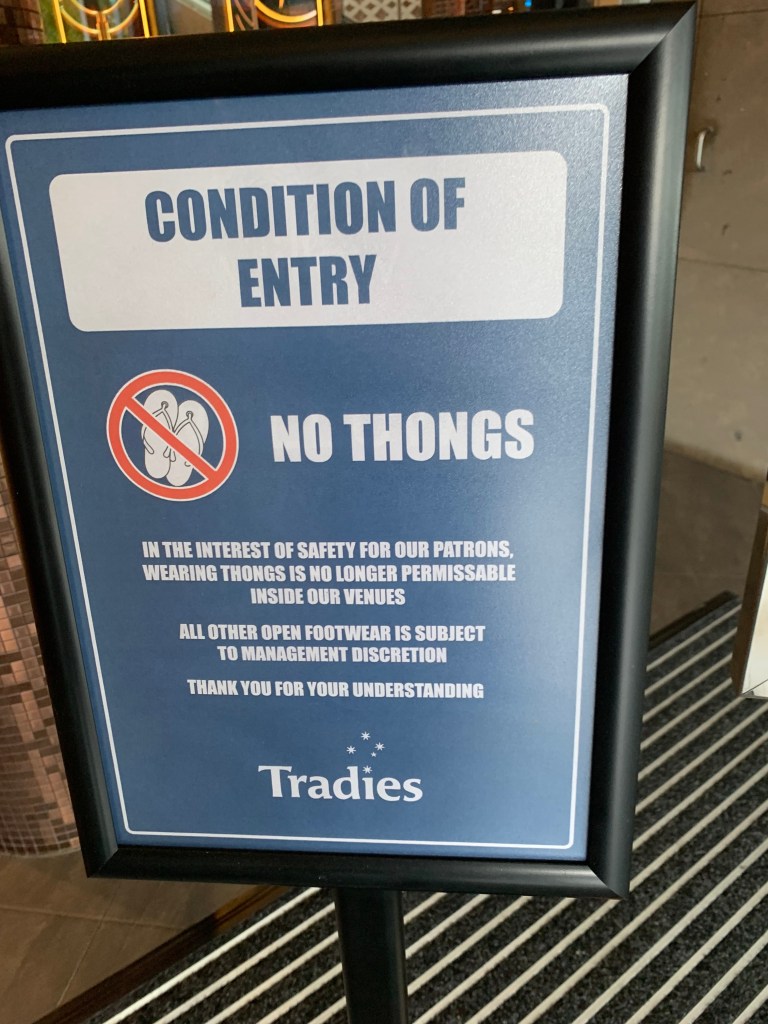 CONDITION OF
ENTRY
NO THONGS
IN THE INTEREST OF SAFETY FOR OUR PATRONS,
WEARING THONGS IS NO LONGER PERMISSABLE
INSIDE OUR VENUES
ALL OTHER OPEN FOOTWEAR IS SUBJECT
TO MANAGEMENT DISCRETION
THANK YOU FOR YOUR UNDERSTANDING
Tradies